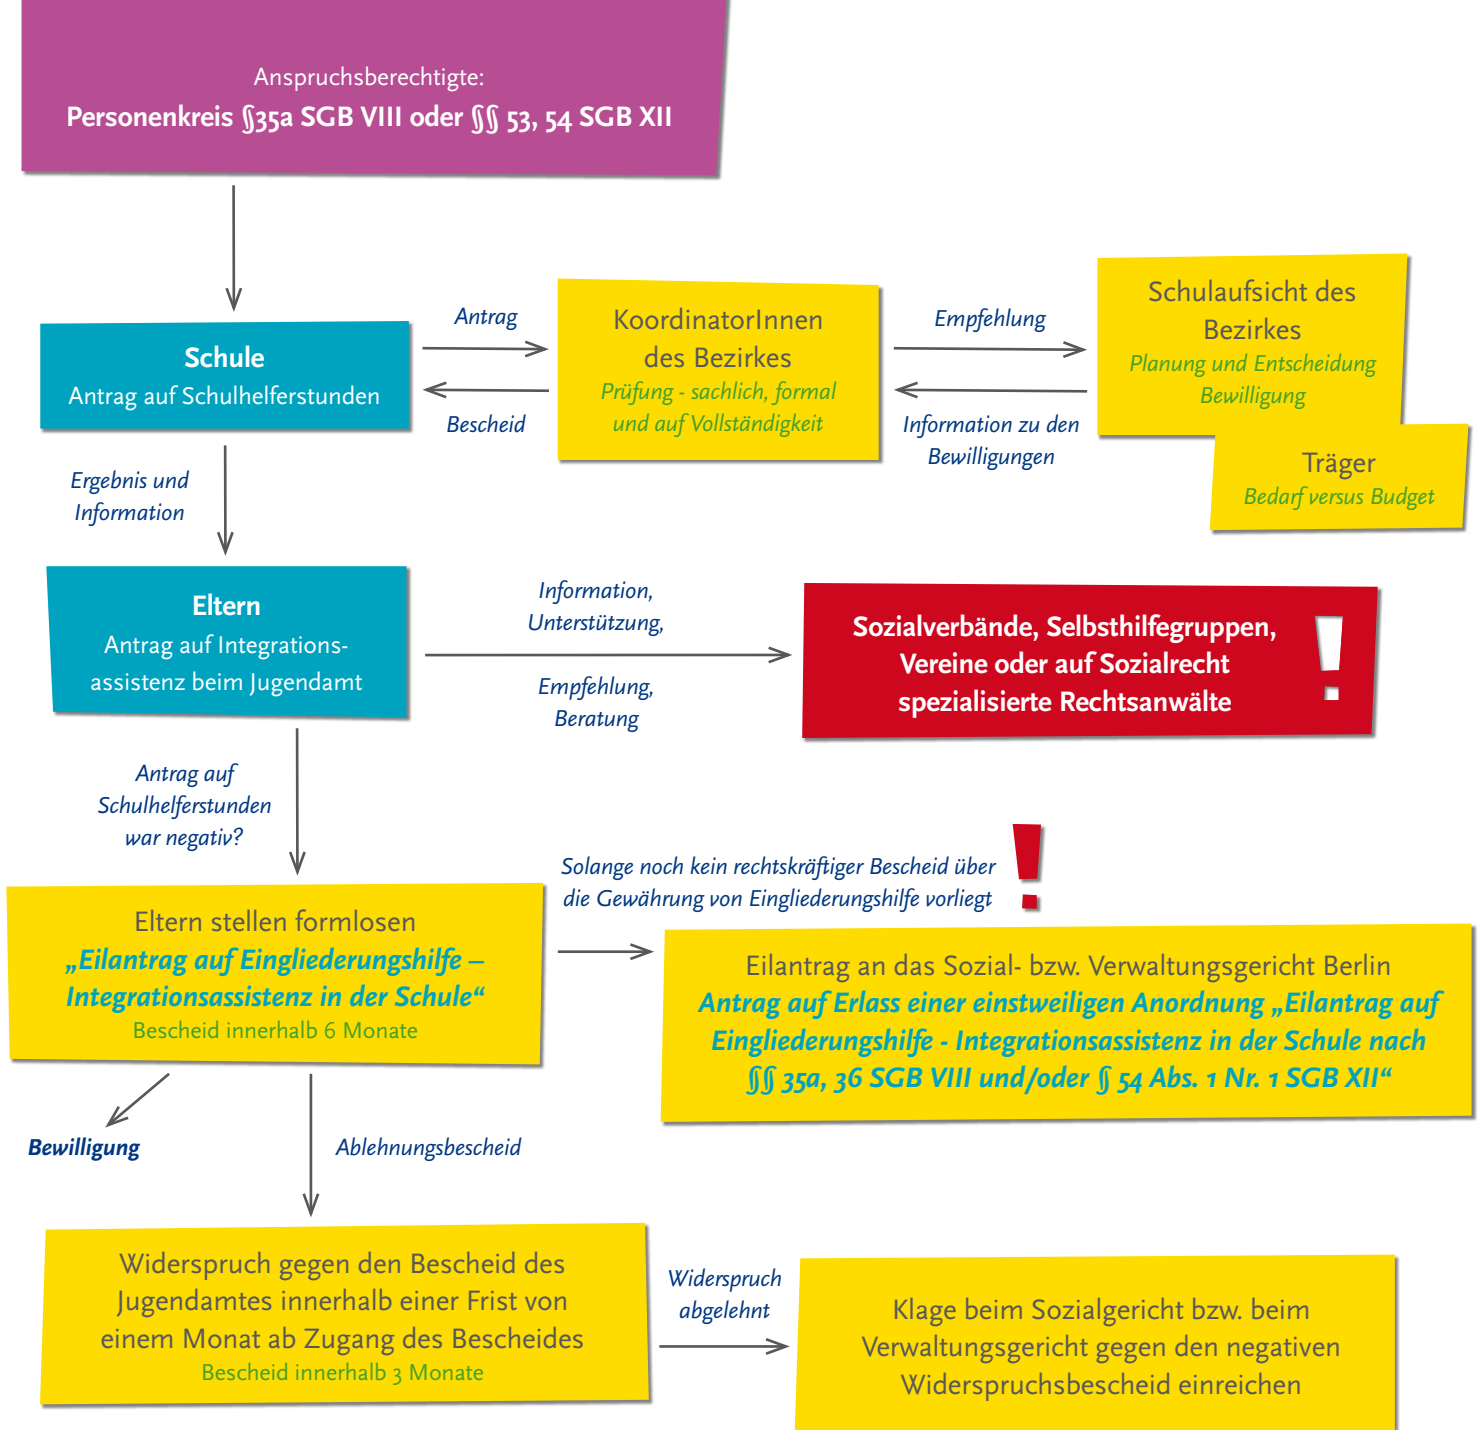 Anspruchsberechtigte:
Personenkreis §35a SGB VIII oder §§ 53, 54 SGB XII
Schule
Antrag auf Schulhelferstunden
Antrag
Bescheid
KoordinatorInnen
des Bezirkes
Prüfung - sachlich, formal
und auf Vollständigkeit
Empfehlung
Information zu den
Bewilligungen
Schulaufsicht des
Bezirkes
Planung und Entscheidung
Bewilligung
Träger
Bedarf versus Budget
Ergebnis und
Information
Eltern
Antrag auf Integrations-
assistenz beim Jugendamt
Information,
Unterstützung,
Empfehlung,
Beratung
Sozialverbände, Selbsthilfegruppen,
Vereine oder auf Sozialrecht
spezialisierte Rechtsanwälte
!
Antrag auf
Schulhelferstunden
war negativ?
Eltern stellen formlosen
„Eilantrag auf Eingliederungshilfe –
Integrationsassistenz in der Schule“
Bescheid innerhalb 6 Monate
Solange noch kein rechtskräftiger Bescheid über
die Gewährung von Eingliederungshilfe vorliegt
!
Eilantrag an das Sozial- bzw. Verwaltungsgericht Berlin
Antrag auf Erlass einer einstweiligen Anordnung „Eilantrag auf
Eingliederungshilfe - Integrationsassistenz in der Schule nach
§§ 35a, 36 SGB VIII und/oder § 54 Abs. 1 Nr. 1 SGB XII“
Bewilligung
Ablehnungsbescheid
Widerspruch gegen den Bescheid des
Jugendamtes innerhalb einer Frist von
einem Monat ab Zugang des Bescheides
Bescheid innerhalb 3 Monate
Widerspruch
abgelehnt
Klage beim Sozialgericht bzw. beim
Verwaltungsgericht gegen den negativen
Widerspruchsbescheid einreichen